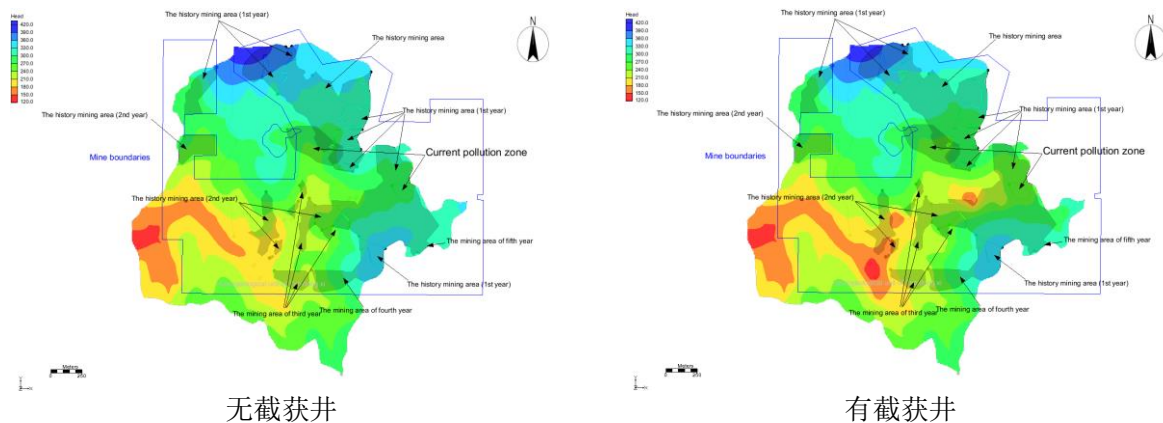 Head
420.0
390.0
360.0
330.0
300.0
270.0
240.0
210.0
180.0
150.0
120.0
The history mining area (1st year)
The history mining area
N
The history mining area (1st year)
The history mining area (2nd year)
Mine boundaries
Current pollution zone
The history mining area (2nd year)
The mining area of fifth year
The history mining area (1st year)
The mining area of third year
The mining area of fourth year
Meters
0
无截获井
Head
420.0
390.0
360.0
330.0
300.0
270.0
240.0
210.0
180.0
150.0
120.0
The history mining area (1st year)
The history mining area
N
The history mining area (1st year)
The history mining area (2nd year)
Mine boundaries
Current pollution zone
The history mining area (2nd year)
The mining area of fifth year
The history mining area (1st year)
The mining area of third year
The mining area of fourth year
Meters
0
有截获井